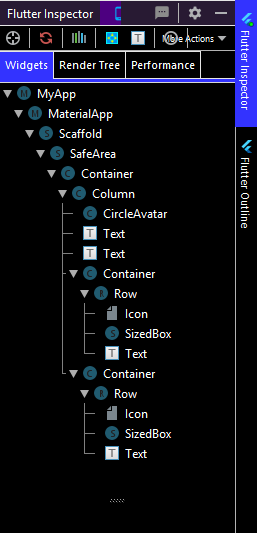 Flutter Inspector
More Actions
Widgets Render Tree Performance
M MyApp
M MaterialApp
S Scaffold
S SafeArea
C Container
C Column
C CircleAvatar
T Text
T Text
C Container
R Row
Icon
S SizedBox
T Text
C Container
R Row
Icon
S SizedBox
T Text
Flutter Inspector
Flutter Outline